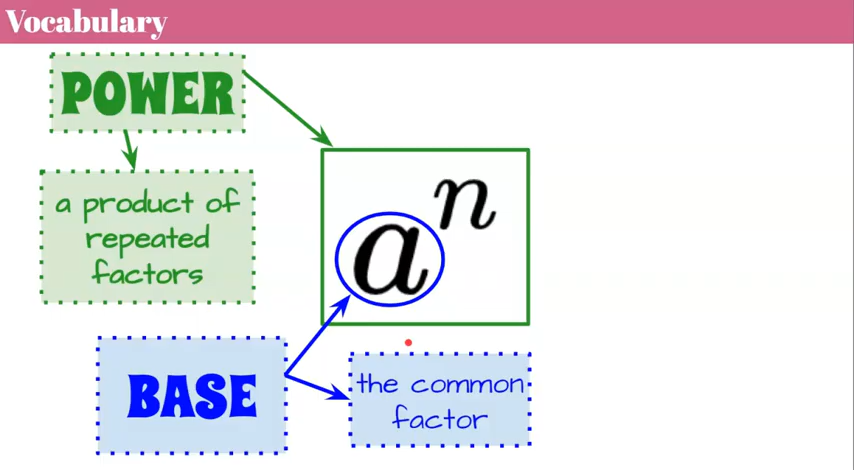 Vocabulary
POWER
a product of
repeated
factors
a^n
BASE
the common
factor